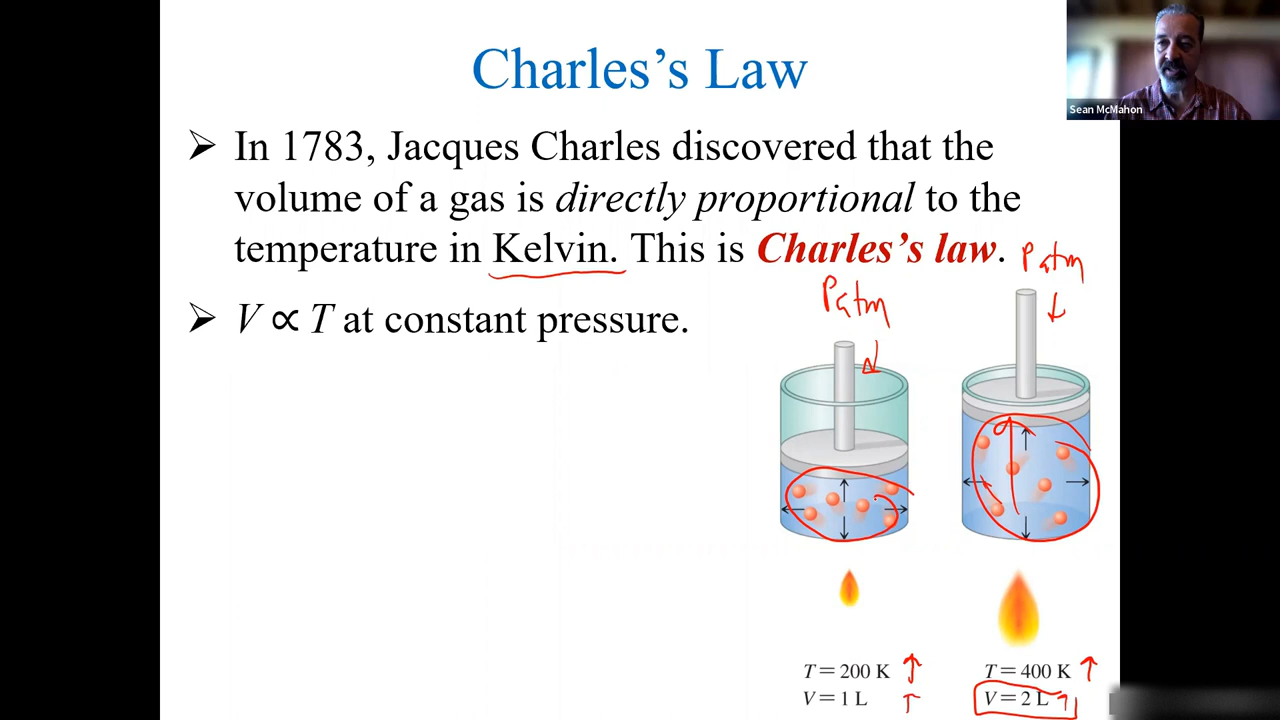 Charles's Law
Sean McMahon
➢ In 1783, Jacques Charles discovered that the
volume of a gas is directly proportional to the
temperature in Kelvin. This is Charles's law.
➢ V ∝ T at constant pressure.
Patm ↓
Patm ↓
T = 200 K ↑
V = 1 L ↑
T = 400 K ↑
V = 2 L ↑